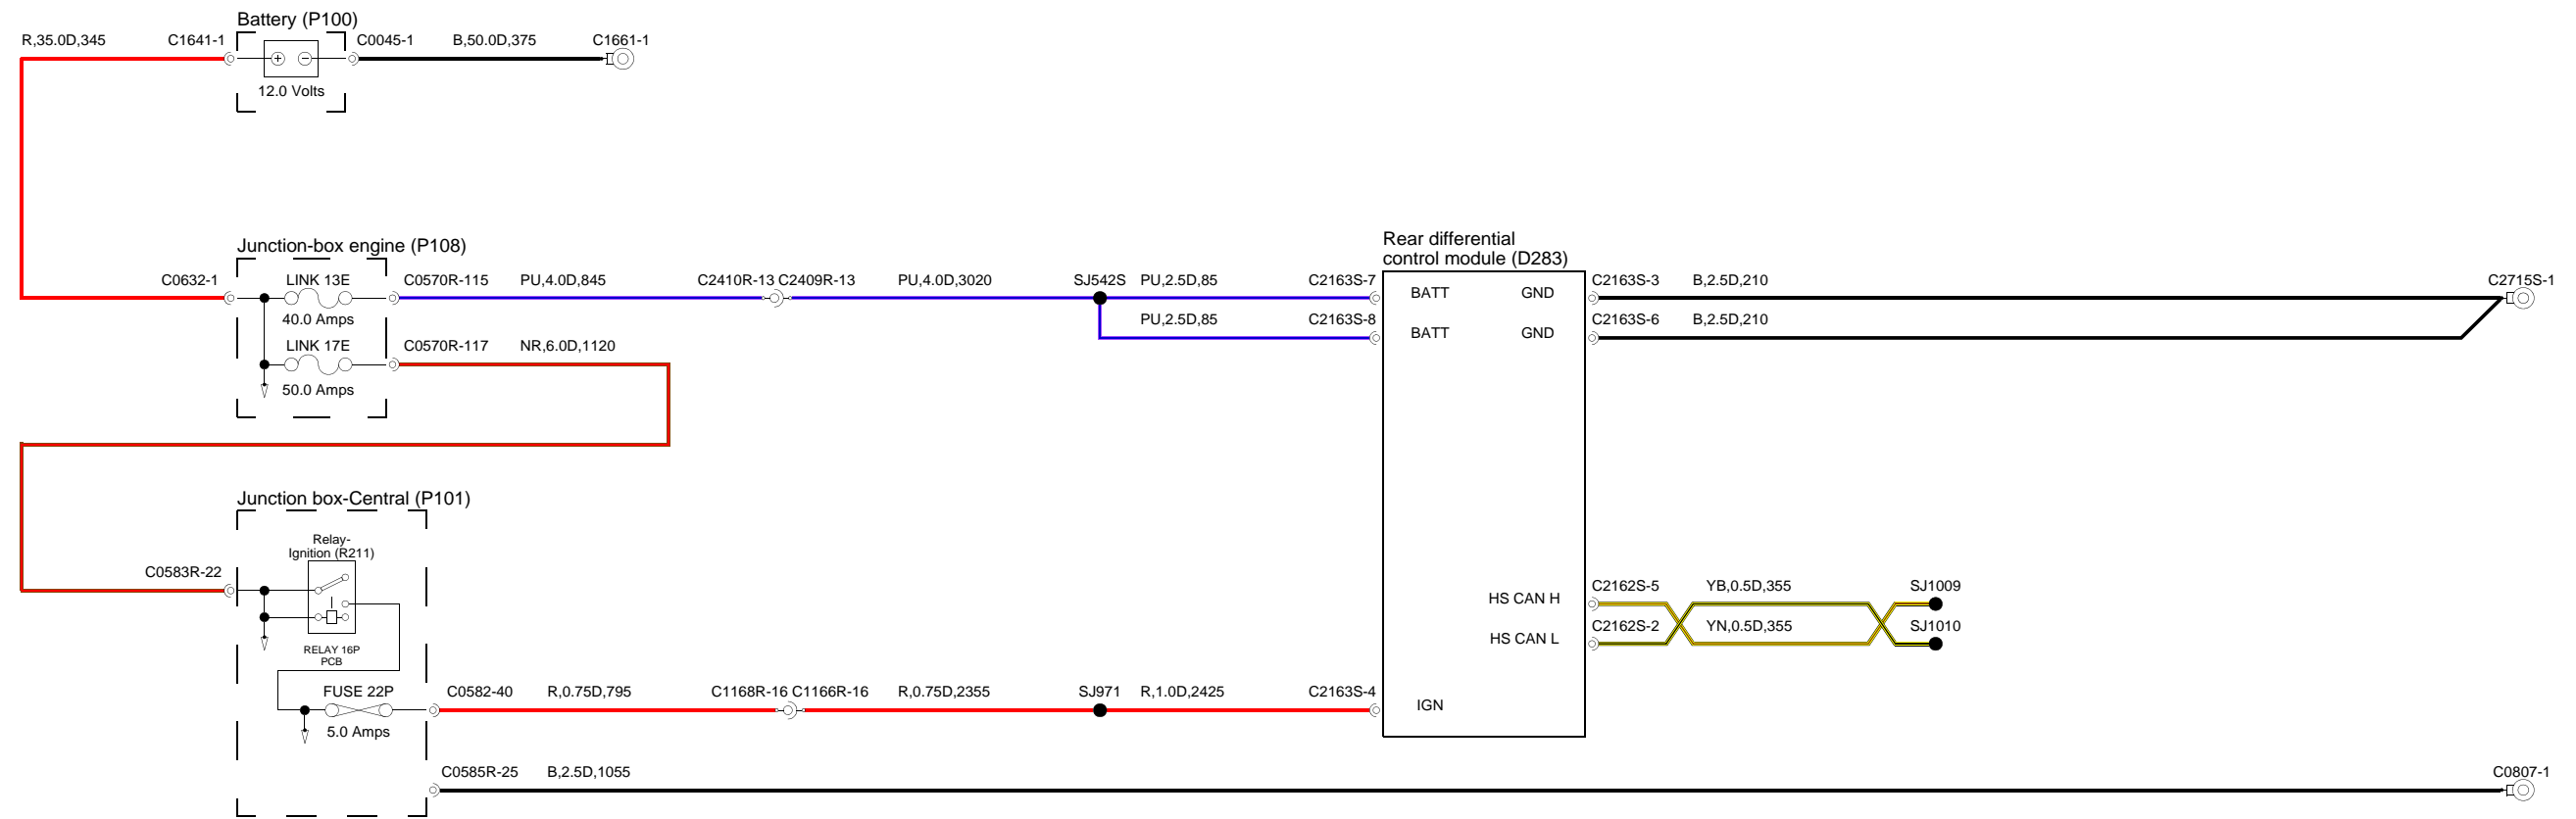 Battery (P100)
R,35.0D,345
C1641-1
C0045-1
B,50.0D,375
C1661-1
12.0 Volts
Junction-box engine (P108)
C0632-1
LINK 13E
40.0 Amps
LINK 17E
50.0 Amps
C0570R-115
PU,4.0D,845
C2410R-13
C2409R-13
PU,4.0D,3020
SJ542S
PU,2.5D,85
C2163S-7
PU,2.5D,85
C2163S-8
C0570R-117
NR,6.0D,1120
Rear differential
control module (D283)
BATT
GND
BATT
GND
HS CAN H
HS CAN L
IGN
C2163S-3
B,2.5D,210
C2715S-1
C2163S-6
B,2.5D,210
C2162S-5
YB,0.5D,355
SJ1009
C2162S-2
YN,0.5D,355
SJ1010
Junction box-Central (P101)
Relay-
Ignition (R211)
C0583R-22
RELAY 16P
PCB
FUSE 22P
5.0 Amps
C0582-40
R,0.75D,795
C1168R-16
C1166R-16
R,0.75D,2355
SJ971
R,1.0D,2425
C2163S-4
C0585R-25
B,2.5D,1055
C0807-1